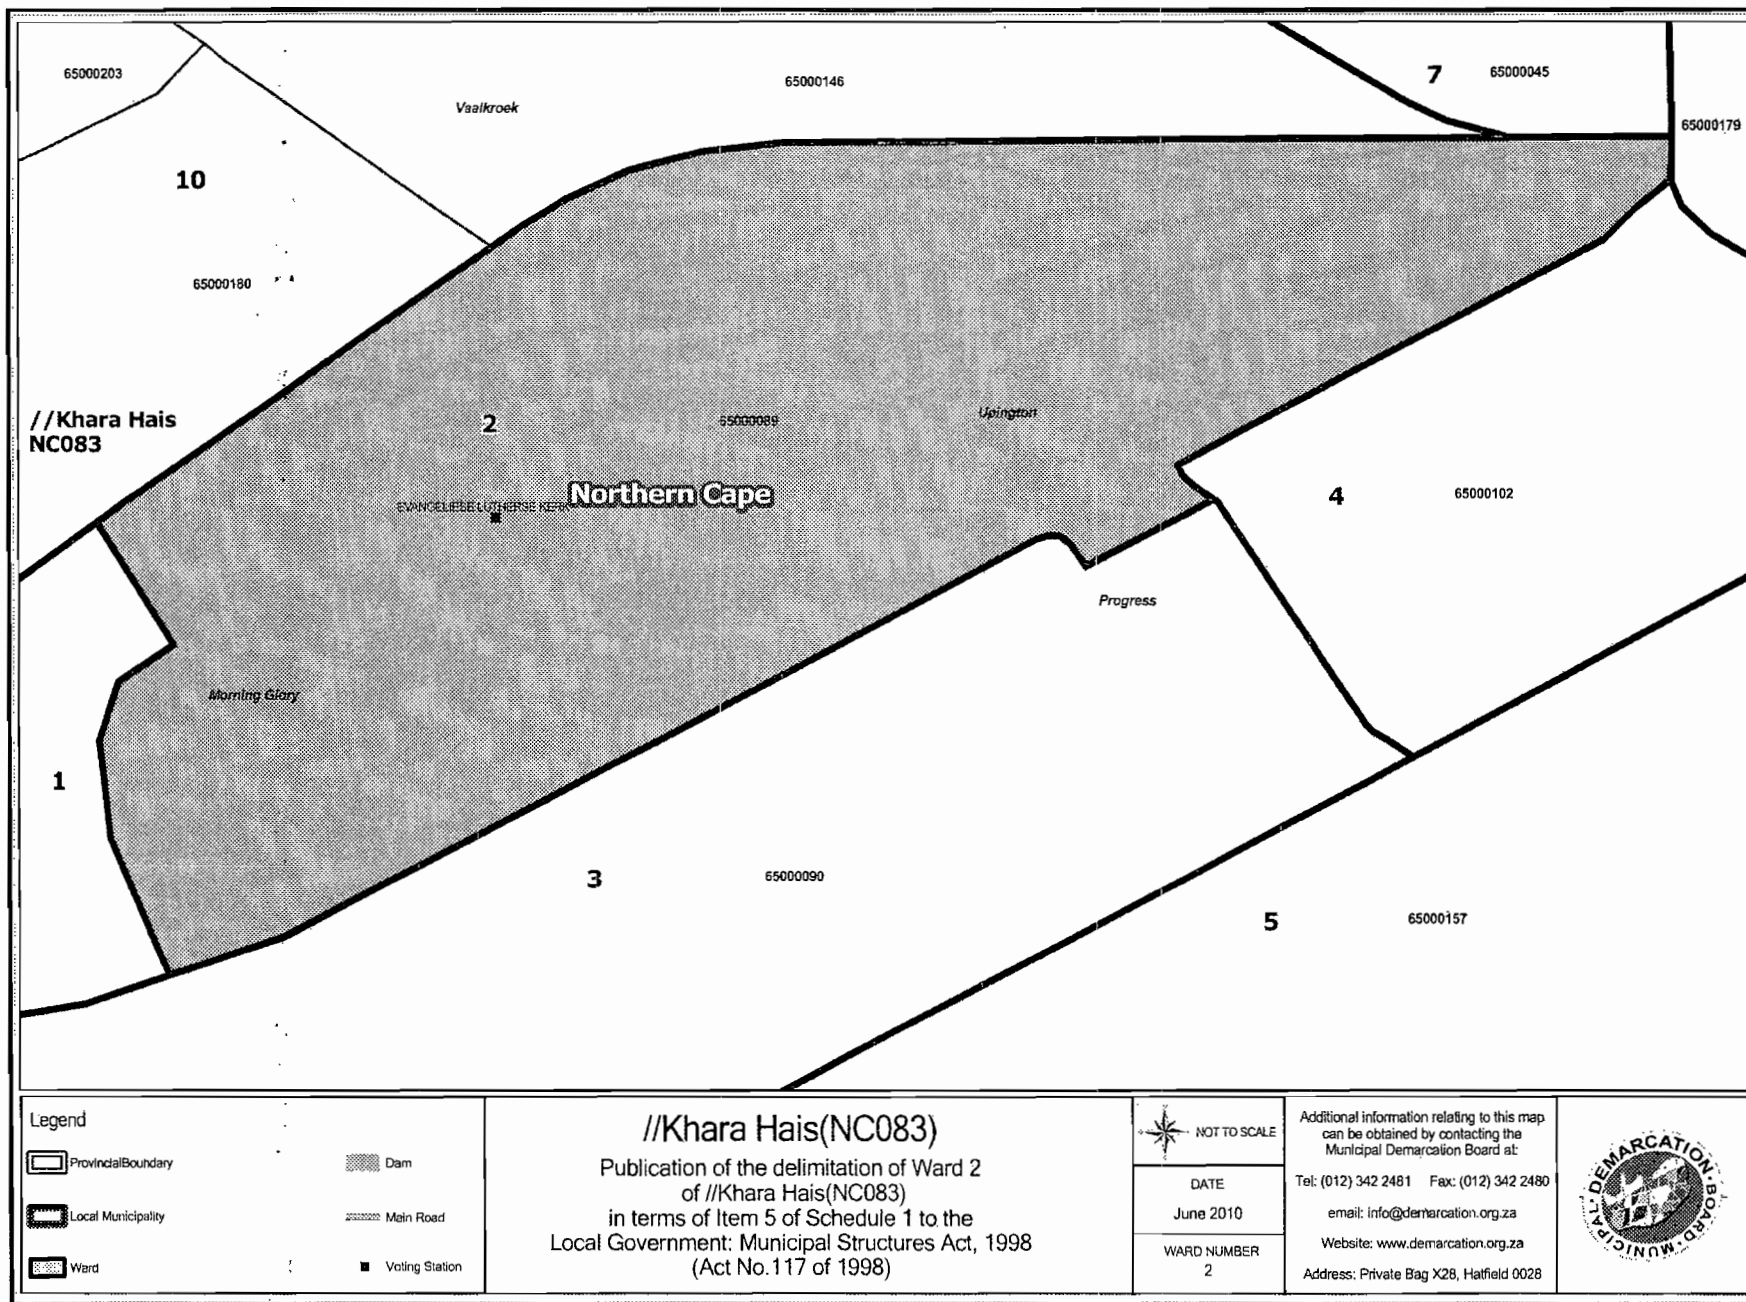 65000203
Vaalkroek
65000146
7
65000045
65000179
10
65000180
//Khara Hais
NC083
2
65000089
Upington
EVANGELIESE LUTHERSE KERK
Northern Cape
4
65000102
Progress
Morning Glory
1
3
65000090
5
65000157
Legend
ProvincialBoundary
Dam
Local Municipality
Main Road
Ward
Voting Station
//Khara Hais(NC083)
Publication of the delimitation of Ward 2
of //Khara Hais(NC083)
in terms of Item 5 of Schedule 1 to the
Local Government: Municipal Structures Act, 1998
(Act No.117 of 1998)
NOT TO SCALE
DATE
June 2010
WARD NUMBER
2
Additional information relating to this map
can be obtained by contacting the
Municipal Demarcation Board at:
Tel: (012) 342 2481 Fax: (012) 342 2480
email: info@demarcation.org.za
Website: www.demarcation.org.za
Address: Private Bag X28, Hatfield 0028
MUNICIPAL · DEMARCATION · BOARD ·